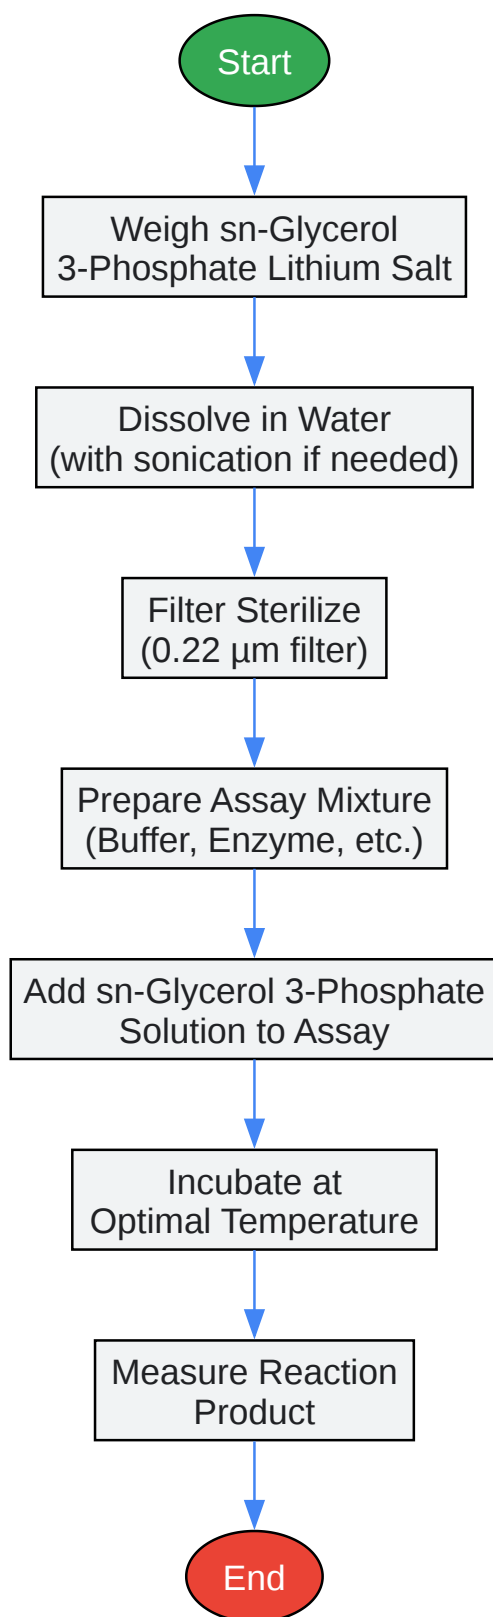 Start
Weigh sn-Glycerol
3-Phosphate Lithium Salt
Dissolve in Water
(with sonication if needed)
Filter Sterilize
(0.22 µm filter)
Prepare Assay Mixture
(Buffer, Enzyme, etc.)
Add sn-Glycerol 3-Phosphate
Solution to Assay
Incubate at
Optimal Temperature
Measure Reaction
Product
End